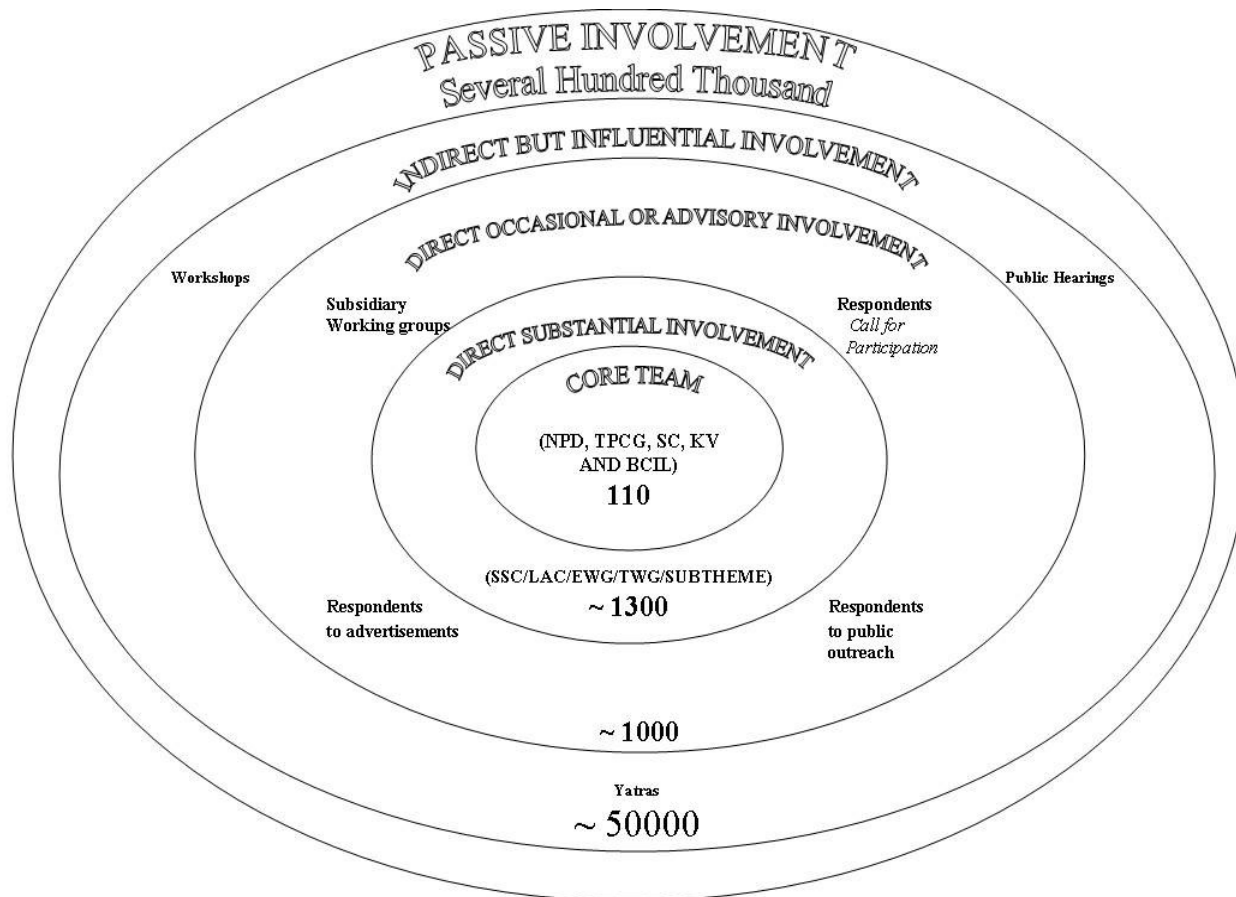 PASSIVE INVOLVEMENT
Several Hundred Thousand
INDIRECT BUT INFLUENTIAL INVOLVEMENT
DIRECT OCCASIONAL OR ADVISORY INVOLVEMENT
Workshops
Public Hearings
Subsidiary
Working groups
Respondents
Call for
Participation
DIRECT SUBSTANTIAL INVOLVEMENT
CORE TEAM
(NPD, TPCG, SC, KV
AND BCIL)
110
(SSC/LAC/EWG/TWG/SUBTHEME)
~ 1300
Respondents
to advertisements
Respondents
to public
outreach
~ 1000
Yatras
~ 50000